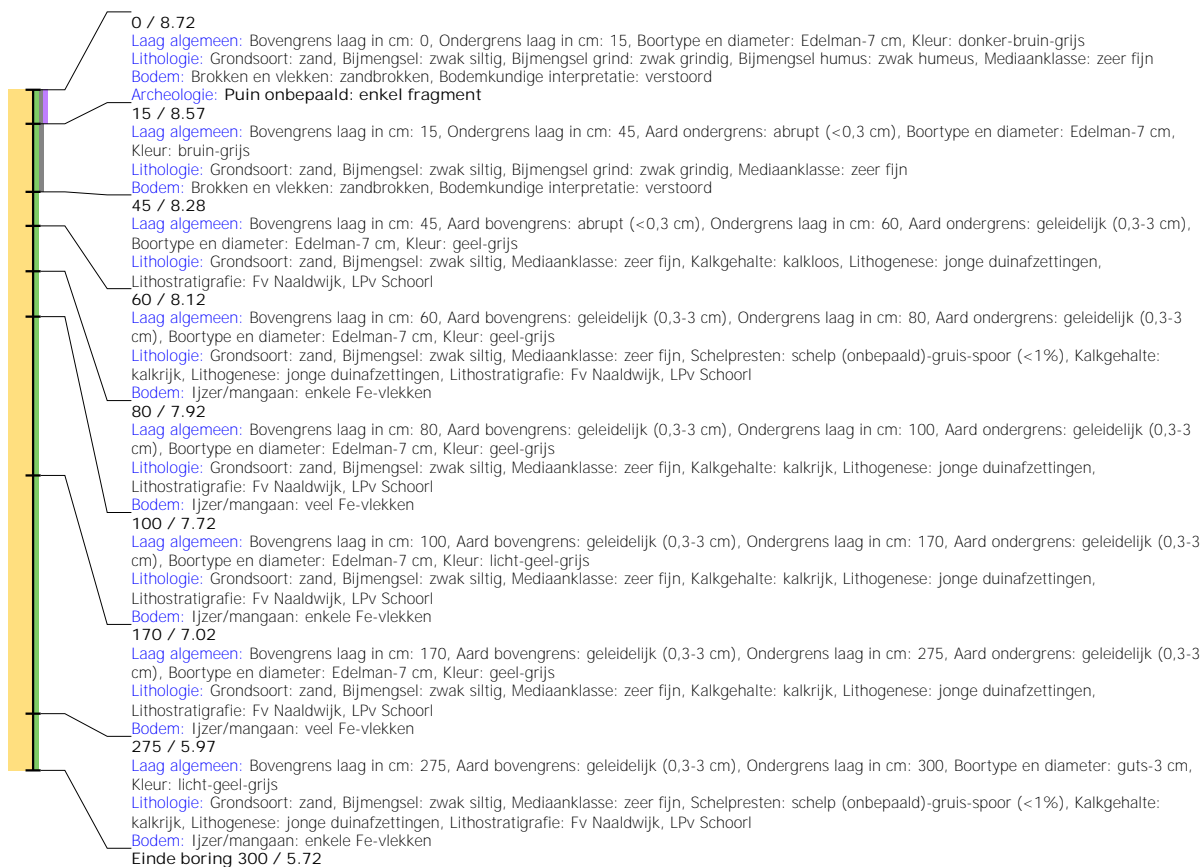 0 / 8.72
Laag algemeen: Bovengrens laag in cm: 0, Ondergrens laag in cm: 15, Boortype en diameter: Edelman-7 cm, Kleur: donker-bruin-grijs
Lithologie: Grondsoort: zand, Bijmengsel: zwak siltig, Bijmengsel grind: zwak grindig, Bijmengsel humus: zwak humeus, Mediaanklasse: zeer fijn
Bodem: Brokken en vlekken: zandbrokken, Bodemkundige interpretatie: verstoord
Archeologie: Puin onbepaald: enkel fragment
15 / 8.57
Laag algemeen: Bovengrens laag in cm: 15, Ondergrens laag in cm: 45, Aard ondergrens: abrupt (<0,3 cm), Boortype en diameter: Edelman-7 cm,
Kleur: bruin-grijs
Lithologie: Grondsoort: zand, Bijmengsel: zwak siltig, Bijmengsel grind: zwak grindig, Mediaanklasse: zeer fijn
Bodem: Brokken en vlekken: zandbrokken, Bodemkundige interpretatie: verstoord
45 / 8.28
Laag algemeen: Bovengrens laag in cm: 45, Aard bovengrens: abrupt (<0,3 cm), Ondergrens laag in cm: 60, Aard ondergrens: geleidelijk (0,3-3 cm),
Boortype en diameter: Edelman-7 cm, Kleur: geel-grijs
Lithologie: Grondsoort: zand, Bijmengsel: zwak siltig, Mediaanklasse: zeer fijn, Kalkgehalte: kalkloos, Lithogenese: jonge duinafzettingen,
Lithostratigrafie: Fv Naaldwijk, LPv Schoorl
60 / 8.12
Laag algemeen: Bovengrens laag in cm: 60, Aard bovengrens: geleidelijk (0,3-3 cm), Ondergrens laag in cm: 80, Aard ondergrens: geleidelijk (0,3-3
cm), Boortype en diameter: Edelman-7 cm, Kleur: geel-grijs
Lithologie: Grondsoort: zand, Bijmengsel: zwak siltig, Mediaanklasse: zeer fijn, Schelpresten: schelp (onbepaald)-gruis-spoor (<1%), Kalkgehalte:
kalkrijk, Lithogenese: jonge duinafzettingen, Lithostratigrafie: Fv Naaldwijk, LPv Schoorl
Bodem: Ijzer/mangaan: enkele Fe-vlekken
80 / 7.92
Laag algemeen: Bovengrens laag in cm: 80, Aard bovengrens: geleidelijk (0,3-3 cm), Ondergrens laag in cm: 100, Aard ondergrens: geleidelijk (0,3-3
cm), Boortype en diameter: Edelman-7 cm, Kleur: geel-grijs
Lithologie: Grondsoort: zand, Bijmengsel: zwak siltig, Mediaanklasse: zeer fijn, Kalkgehalte: kalkrijk, Lithogenese: jonge duinafzettingen,
Lithostratigrafie: Fv Naaldwijk, LPv Schoorl
Bodem: Ijzer/mangaan: veel Fe-vlekken
100 / 7.72
Laag algemeen: Bovengrens laag in cm: 100, Aard bovengrens: geleidelijk (0,3-3 cm), Ondergrens laag in cm: 170, Aard ondergrens: geleidelijk (0,3-3
cm), Boortype en diameter: Edelman-7 cm, Kleur: licht-geel-grijs
Lithologie: Grondsoort: zand, Bijmengsel: zwak siltig, Mediaanklasse: zeer fijn, Kalkgehalte: kalkrijk, Lithogenese: jonge duinafzettingen,
Lithostratigrafie: Fv Naaldwijk, LPv Schoorl
Bodem: Ijzer/mangaan: enkele Fe-vlekken
170 / 7.02
Laag algemeen: Bovengrens laag in cm: 170, Aard bovengrens: geleidelijk (0,3-3 cm), Ondergrens laag in cm: 275, Aard ondergrens: geleidelijk (0,3-3
cm), Boortype en diameter: Edelman-7 cm, Kleur: geel-grijs
Lithologie: Grondsoort: zand, Bijmengsel: zwak siltig, Mediaanklasse: zeer fijn, Kalkgehalte: kalkrijk, Lithogenese: jonge duinafzettingen,
Lithostratigrafie: Fv Naaldwijk, LPv Schoorl
Bodem: Ijzer/mangaan: veel Fe-vlekken
275 / 5.97
Laag algemeen: Bovengrens laag in cm: 275, Aard bovengrens: geleidelijk (0,3-3 cm), Ondergrens laag in cm: 300, Boortype en diameter: guts-3 cm,
Kleur: licht-geel-grijs
Lithologie: Grondsoort: zand, Bijmengsel: zwak siltig, Mediaanklasse: zeer fijn, Schelpresten: schelp (onbepaald)-gruis-spoor (<1%), Kalkgehalte:
kalkrijk, Lithogenese: jonge duinafzettingen, Lithostratigrafie: Fv Naaldwijk, LPv Schoorl
Bodem: Ijzer/mangaan: enkele Fe-vlekken
Einde boring 300 / 5.72